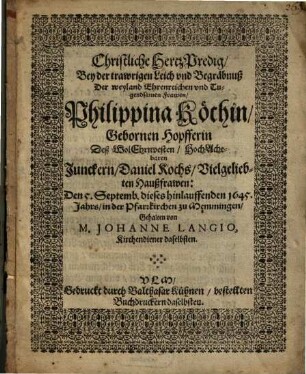 Christliche Hertz Predig/
Bey der trawrigen Leich vnd Begräbnuß
Der weyland Ehrenreichen vnd Tu-
gendsamen Frawen/
Philippina Köchin/
Gebornen Hopfferin
Deß WolEhrnvesten/ HochAcht-
baren
Junckern/ Daniel Kochs/ Vielgelieb-
ten Haußfrawen:
Den 5. Septemb. dieses hinlauffenden 1645.
Jahrs/ in der Pfarrkirchen zu Memmingen/
Gehalten von
M. JOHANNE LANGIO,
Kirchendiener daselbsten.
VLM/
Gedruckt durch Balthasar Kühnen/ bestellten
Buchdruckern daselbsten.